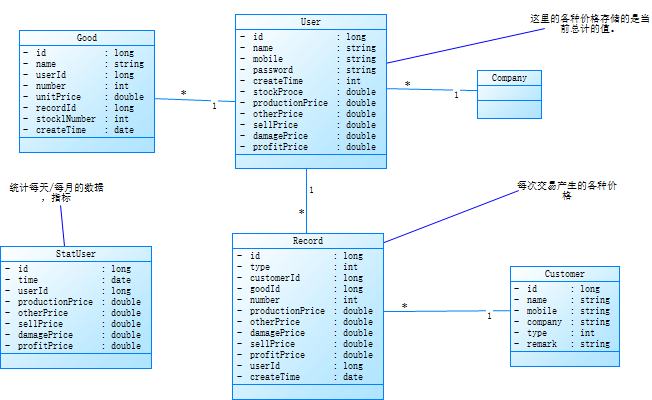 Good
- id : long
- name : string
- userId : long
- number : int
- unitPrice : double
- recordId : long
- stock1Number : int
- createTime : date
User
- id : long
- name : string
- mobile : string
- password : string
- createTime : int
- stockProce : double
- productionPrice : double
- otherPrice : double
- sellPrice : double
- damagePrice : double
- profitPrice : double
这里的各种价格存储的是当
前总计的值。
Company
*
1
*
1
1
*
统计每天/每月的数据
，指标
每次交易产生的各种价
格
StatUser
- id : long
- time : date
- userId : long
- productionPrice : double
- otherPrice : double
- sellPrice : double
- damagePrice : double
- profitPrice : double
Record
- id : long
- type : int
- customerId : long
- goodId : long
- number : int
- productionPrice : double
- otherPrice : double
- damagePrice : double
- sellPrice : double
- profitPrice : double
- userId : long
- createTime : date
*
1
Customer
- id : long
- name : string
- mobile : string
- company : string
- type : int
- remark : string